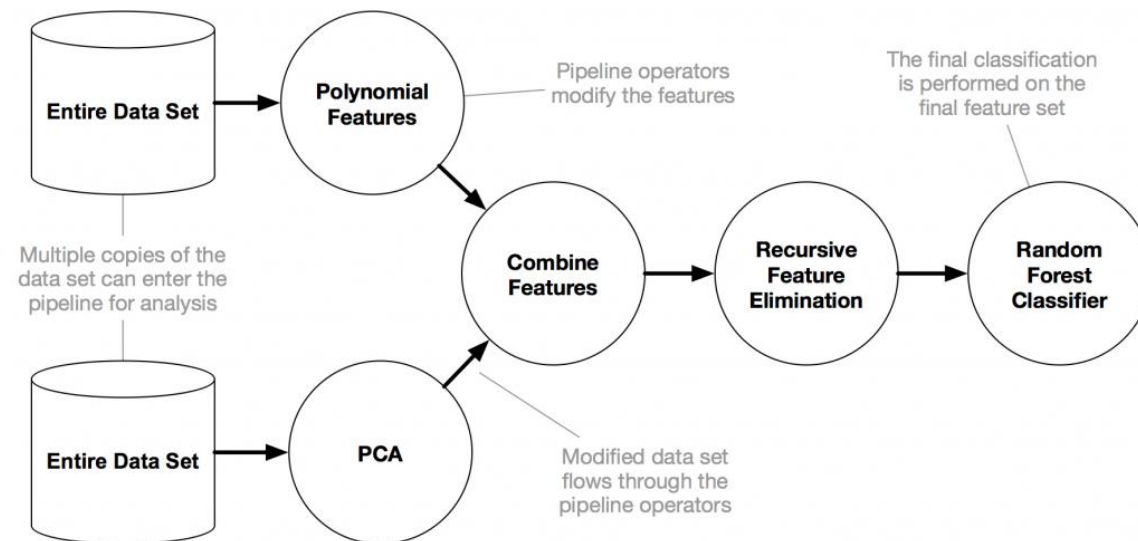 Entire Data Set
Polynomial
Features
Pipeline operators
modify the features
The final classification
is performed on the
final feature set
Multiple copies of the
data set can enter the
pipeline for analysis
Combine
Features
Recursive
Feature
Elimination
Random
Forest
Classifier
Entire Data Set
PCA
Modified data set
flows through the
pipeline operators